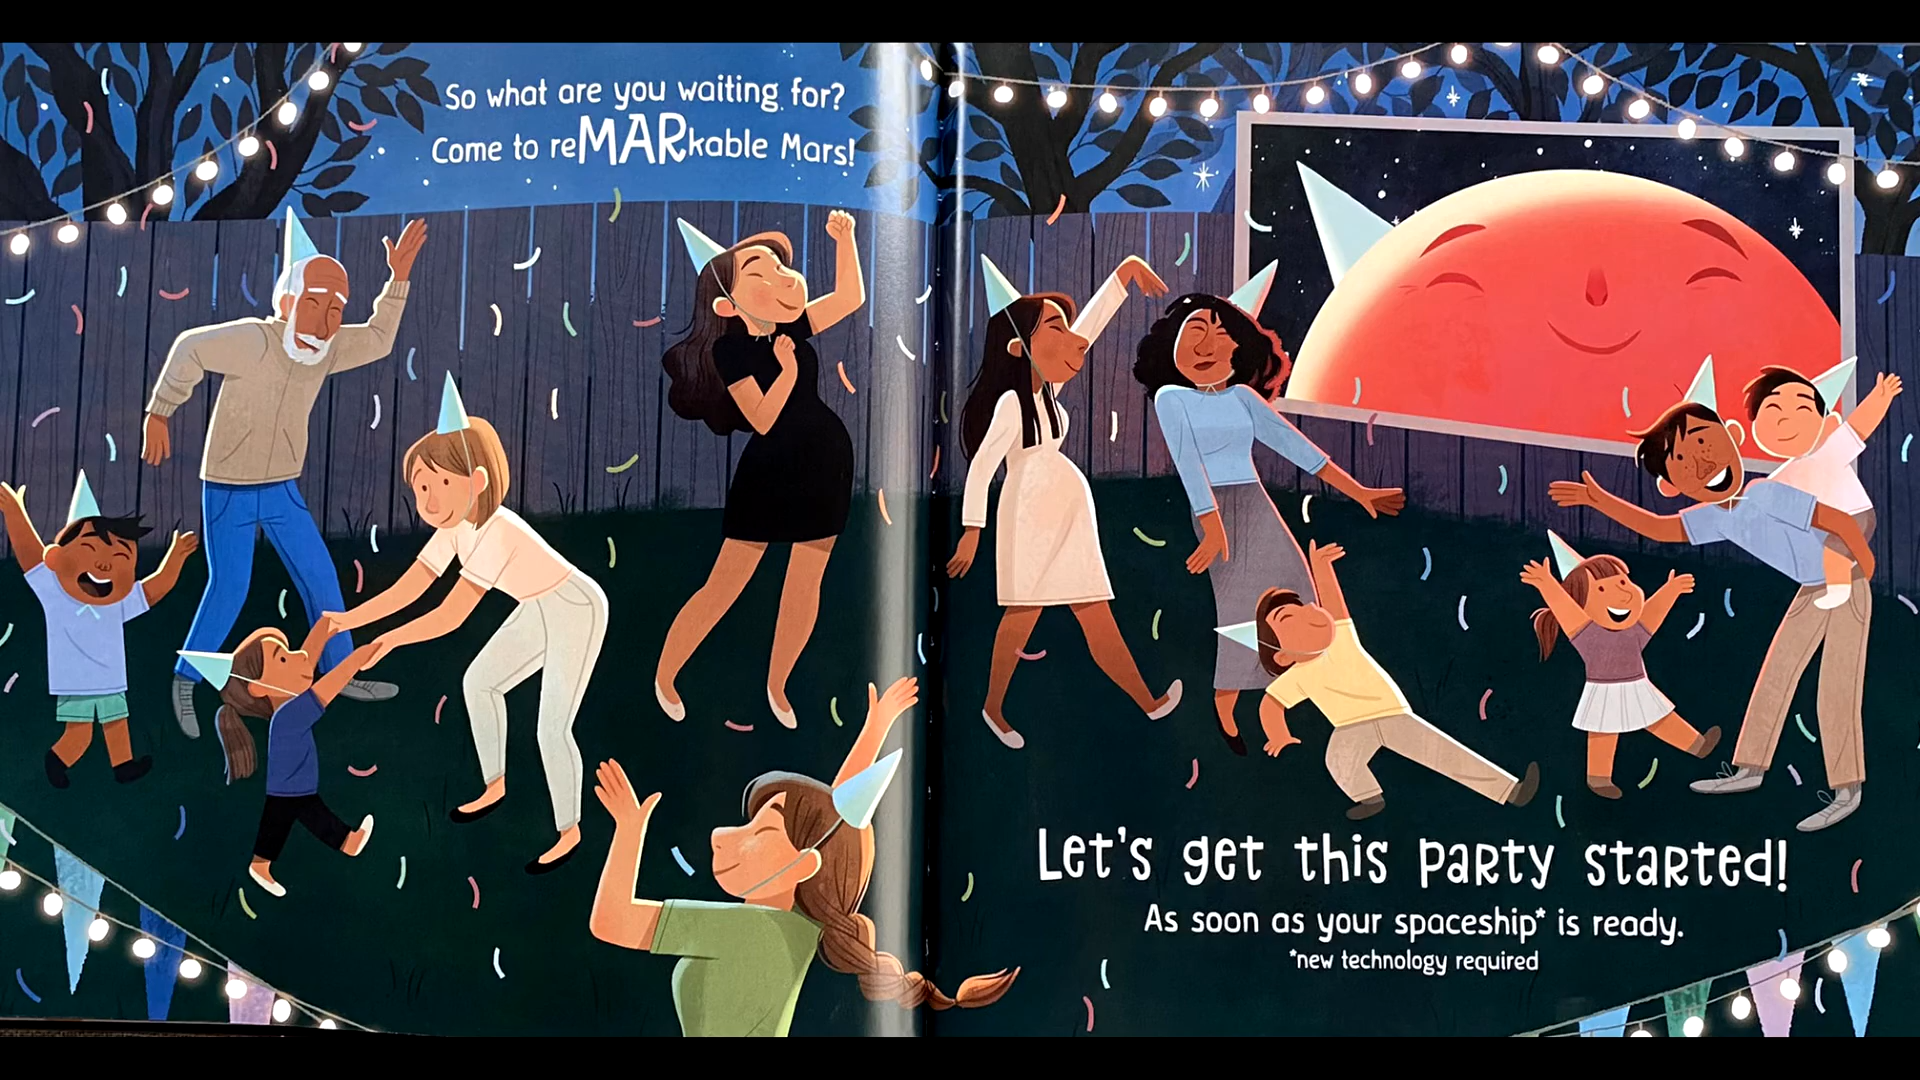 So what are you waiting for?
Come to reMARkable Mars!
Let's get this party started!
As soon as your spaceship* is ready.
*new technology required